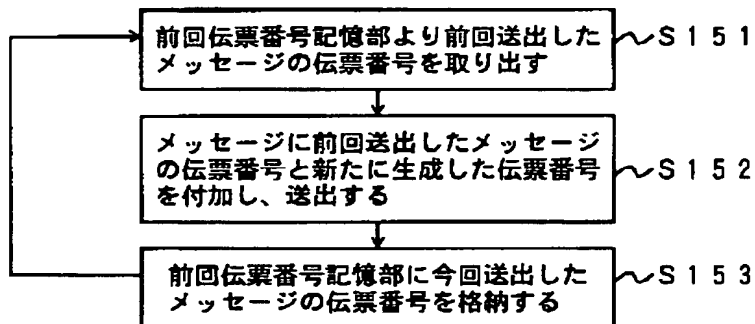 前回伝票番号記憶部より前回送出した
メッセージの伝票番号を取り出す
S151
メッセージに前回送出したメッセージ
の伝票番号と新たに生成した伝票番号
を付加し、送出する
S152
前回伝票番号記憶部に今回送出した
メッセージの伝票番号を格納する
S153